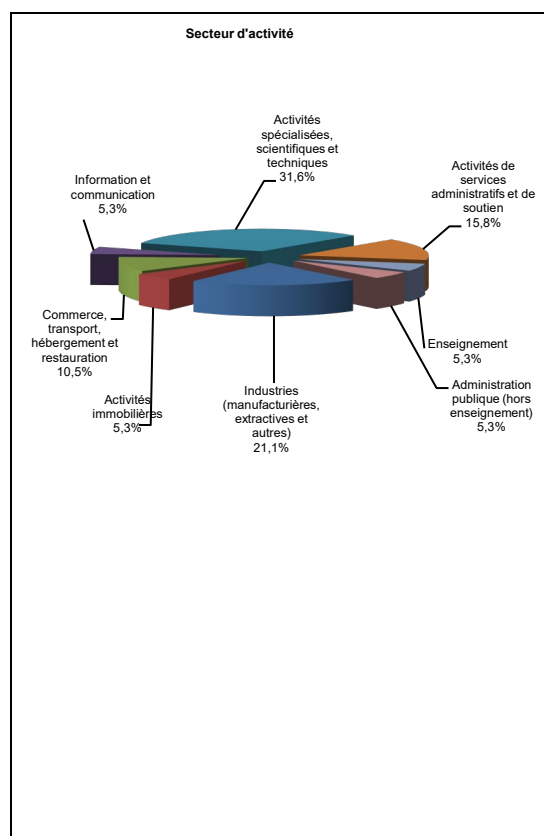 Secteur d'activité
Activités
spécialisées,
scientifiques et
techniques
31,6%
Activités de
services
administratifs et de
soutien
15,8%
Information et
communication
5,3%
Commerce,
transport,
hébergement et
restauration
10,5%
Activités
immobilières
5,3%
Industries
(manufacturières,
extractives et
autres)
21,1%
Enseignement
5,3%
Administration
publique (hors
enseignement)
5,3%